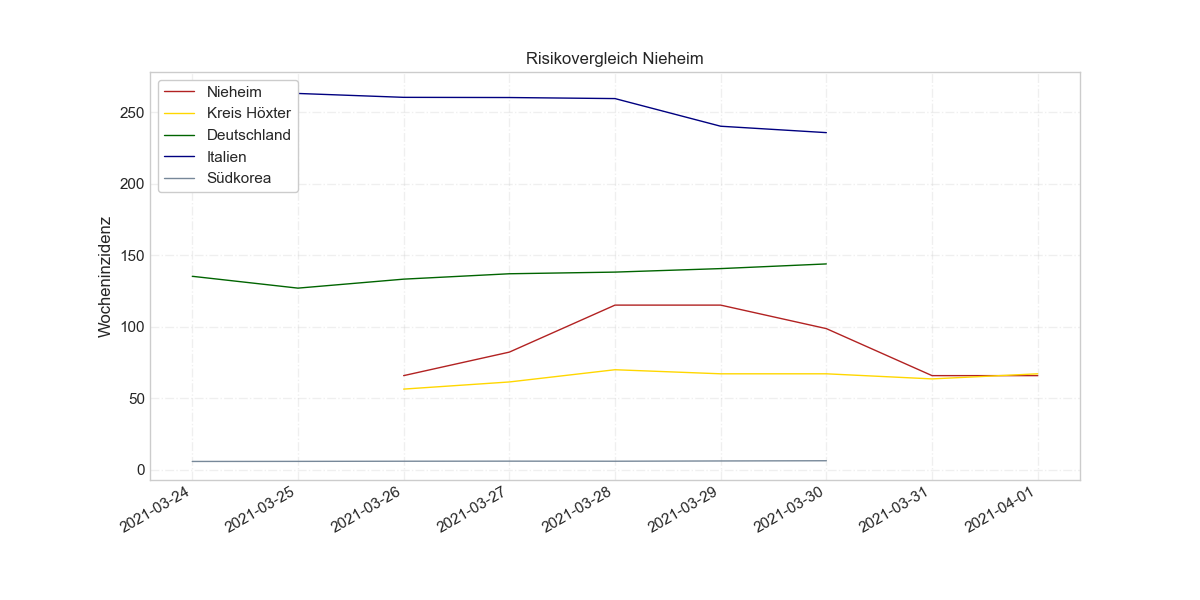 Risikovergleich Nieheim
Nieheim
Kreis Höxter
Deutschland
Italien
Südkorea
Wocheninzidenz
250
200
150
100
50
0
2021-03-24
2021-03-25
2021-03-26
2021-03-27
2021-03-28
2021-03-29
2021-03-30
2021-03-31
2021-04-01